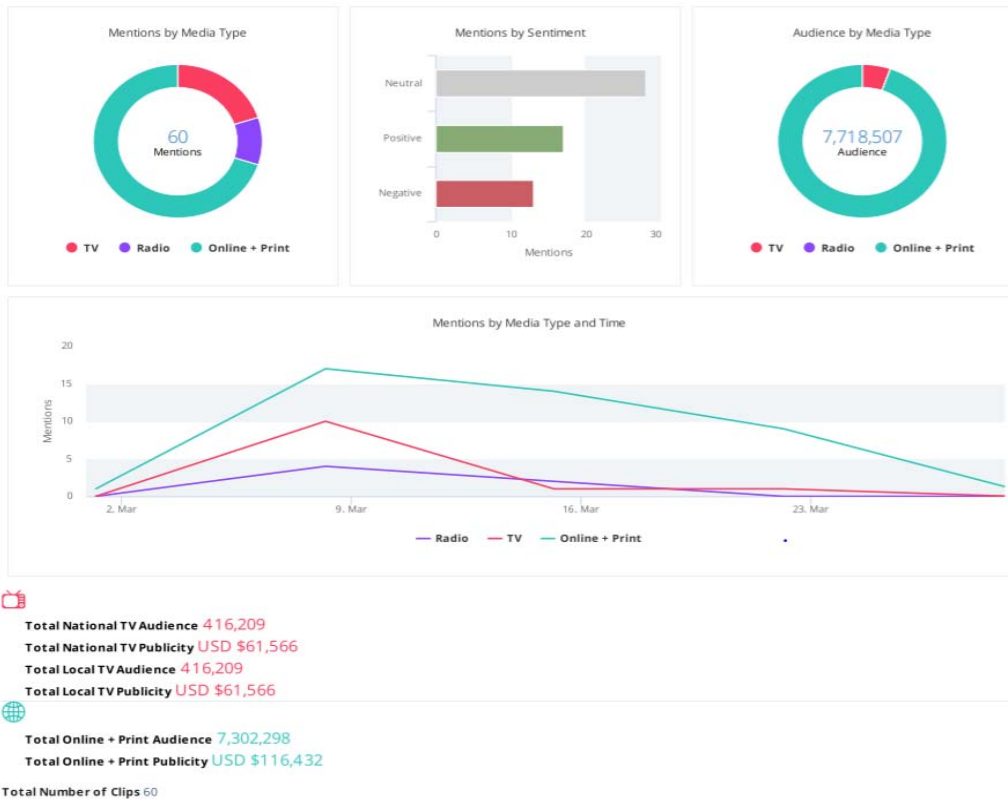 Mentions by Media Type
60
Mentions
TV Radio Online + Print
Mentions by Sentiment
Neutral
Positive
Negative
0 10 20 30
Mentions
Audience by Media Type
7,718,507
Audience
TV Radio Online + Print
Mentions by Media Type and Time
20
15
10
5
0
Mentions
2. Mar 9. Mar 16. Mar 23. Mar
Radio TV Online + Print
Total National TV Audience 416,209
Total National TV Publicity USD $61,566
Total Local TV Audience 416,209
Total Local TV Publicity USD $61,566
Total Online + Print Audience 7,302,298
Total Online + Print Publicity USD $116,432
Total Number of Clips 60